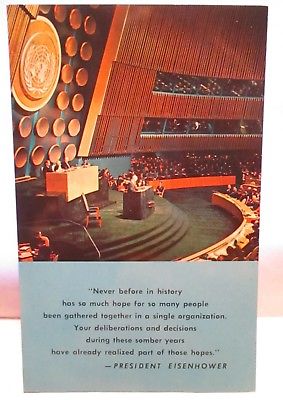 "Never before in history
has so much hope for so many people
been gathered together in a single organization.
Your deliberations and decisions
during these somber years
have already realized part of those hopes."
—PRESIDENT EISENHOWER